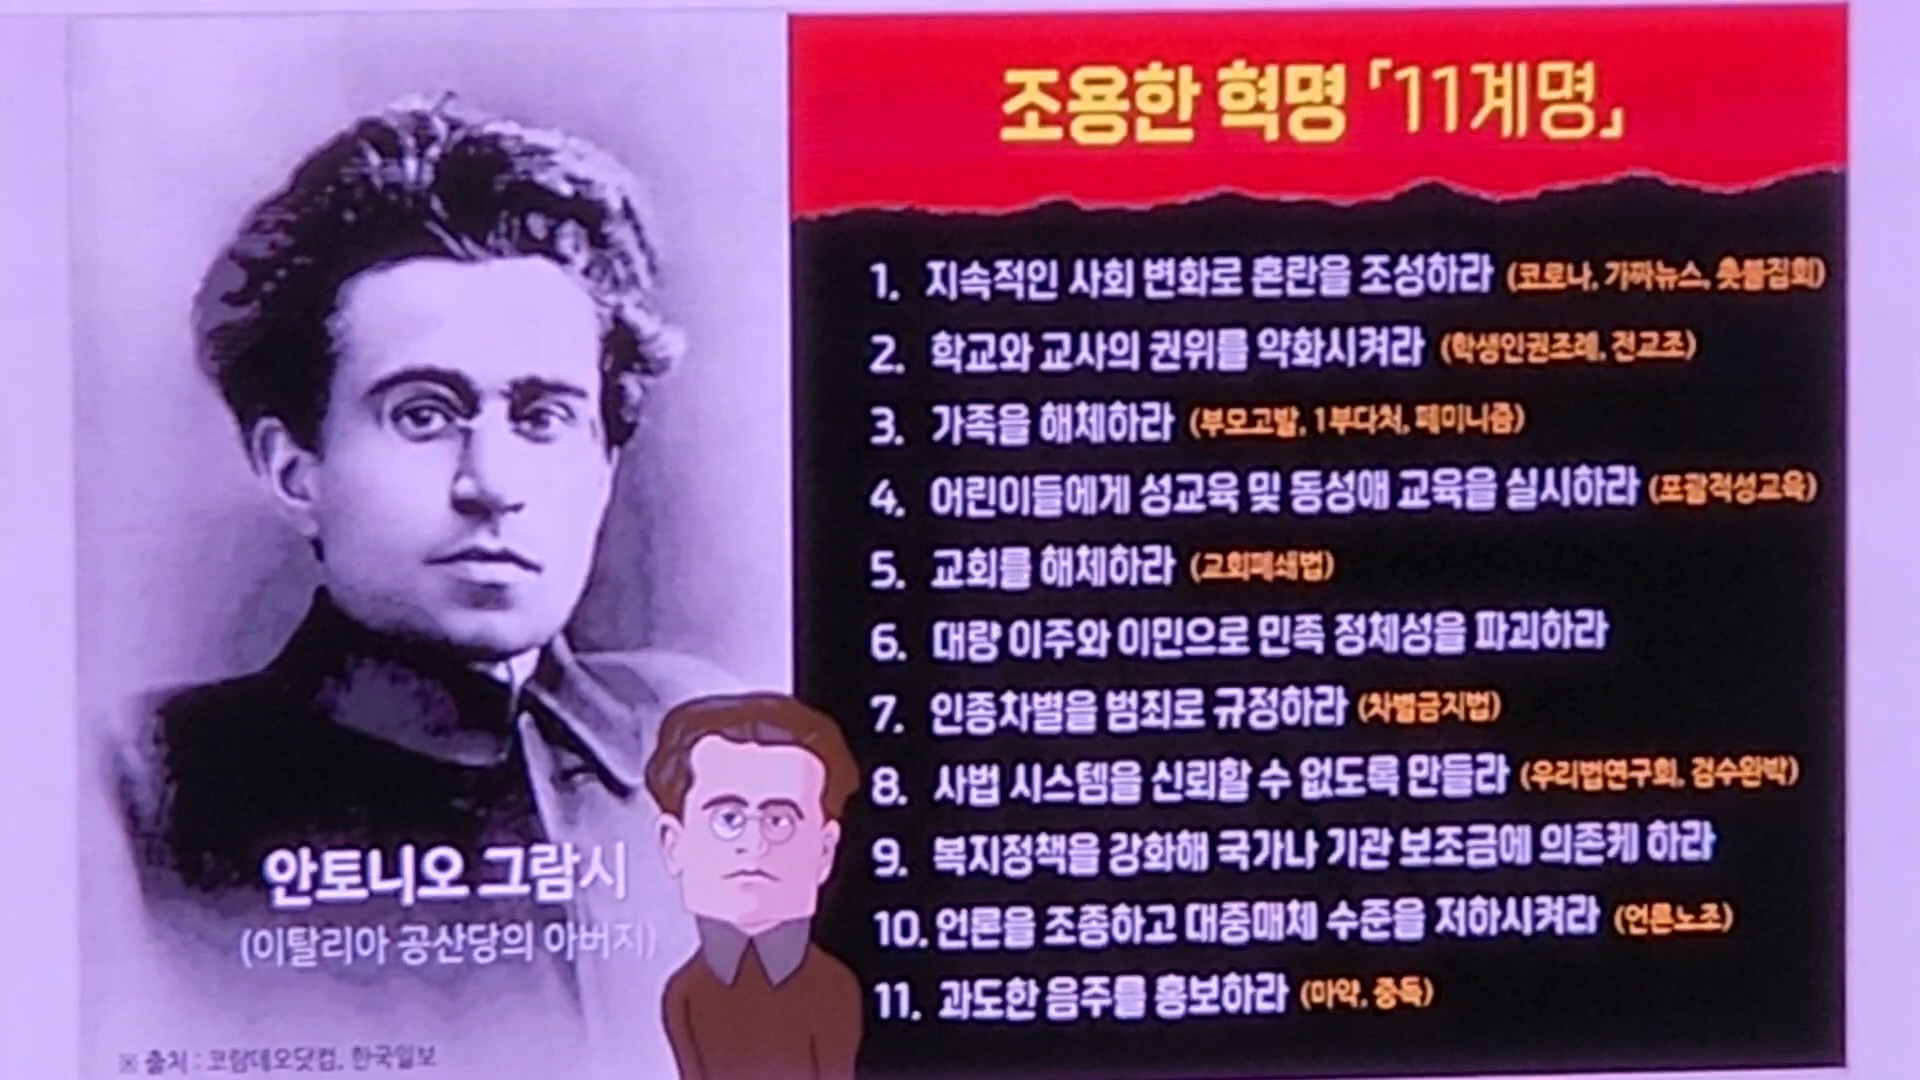 조용한 혁명 「11계명」
1. 지속적인 사회 변화로 혼란을 조성하라 (코로나, 가짜뉴스, 촛불집회)
2. 학교와 교사의 권위를 약화시켜라 (학생인권조례, 전교조)
3. 가족을 해체하라 (부모고발, 1부다처, 페미니즘)
4. 어린이들에게 성교육 및 동성애 교육을 실시하라 (포괄적성교육)
5. 교회를 해체하라 (교회폐쇄법)
6. 대량 이주와 이민으로 민족 정체성을 파괴하라
7. 인종차별을 범죄로 규정하라 (차별금지법)
8. 사법 시스템을 신뢰할 수 없도록 만들라 (우리법연구회, 검수완박)
9. 복지정책을 강화해 국가나 기관 보조금에 의존케 하라
10. 언론을 조종하고 대중매체 수준을 저하시켜라 (언론노조)
11. 과도한 음주를 홍보하라 (마약, 중독)
안토니오 그람시
(이탈리아 공산당의 아버지)
※ 출처 : 코람데오닷컴, 한국일보